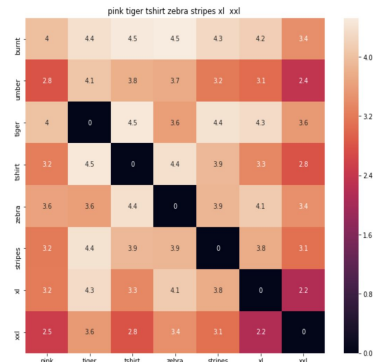 pink tiger tshirt zebra stripes xl xxl
burnt 4 4.4 4.5 4.5 4.3 4.2 3.4
umber 2.8 4.1 3.8 3.7 3.2 3.1 2.4
tiger 4 0 4.5 3.6 4.4 4.3 3.6
tshirt 3.2 4.5 0 4.4 3.9 3.3 2.8
zebra 3.6 3.6 4.4 0 3.9 4.1 3.4
stripes 3.2 4.4 3.9 3.9 0 3.8 3.1
xl 3.2 4.3 3.3 4.1 3.8 0 2.2
xxl 2.5 3.6 2.8 3.4 3.1 2.2 0
pink tiger tshirt zebra stripes xl xxl
4.0
3.2
2.4
1.6
0.8
0.0